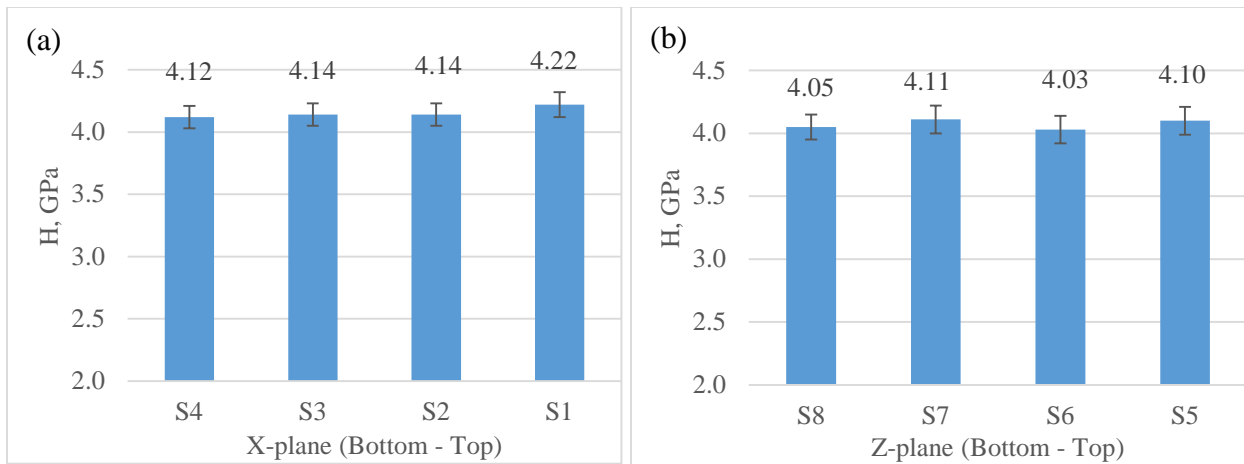 (a)
4.12 4.14 4.14 4.22
4.5
4.0
3.5
3.0
2.5
2.0
H, GPa
S4 S3 S2 S1
X-plane (Bottom - Top)
(b)
4.05 4.11 4.03 4.10
4.5
4.0
3.5
3.0
2.5
2.0
H, GPa
S8 S7 S6 S5
Z-plane (Bottom - Top)